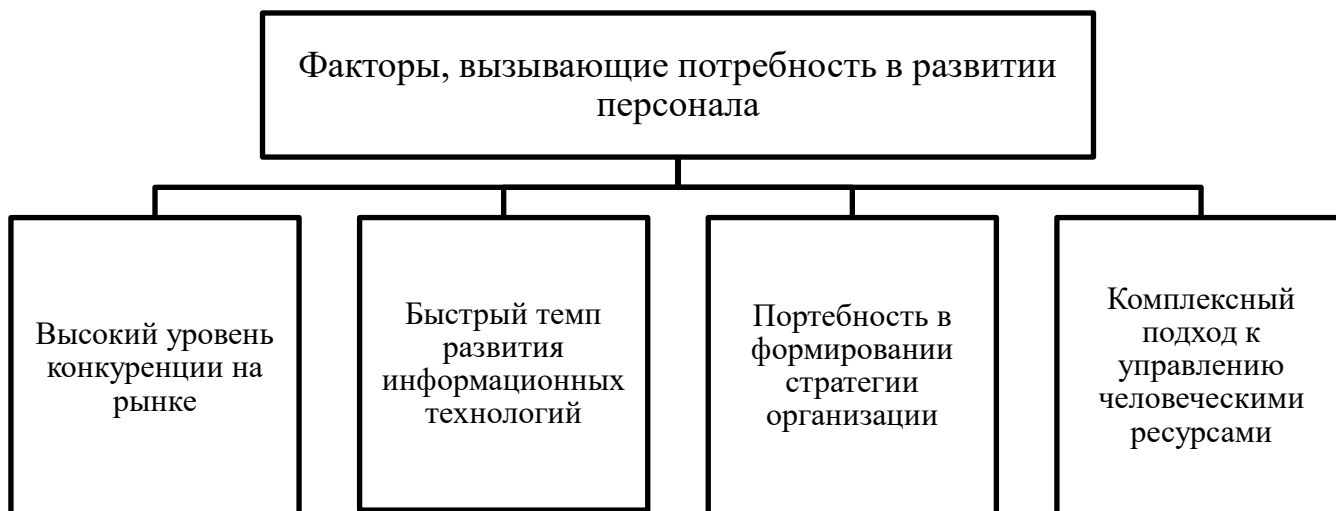 Факторы, вызывающие потребность в развитии
персонала
Высокий уровень
конкуренции на
рынке
Быстрый темп
развития
информационных
технологий
Портебность в
формировании
стратегии
организации
Комплексный
подход к
управлению
человеческими
ресурсами